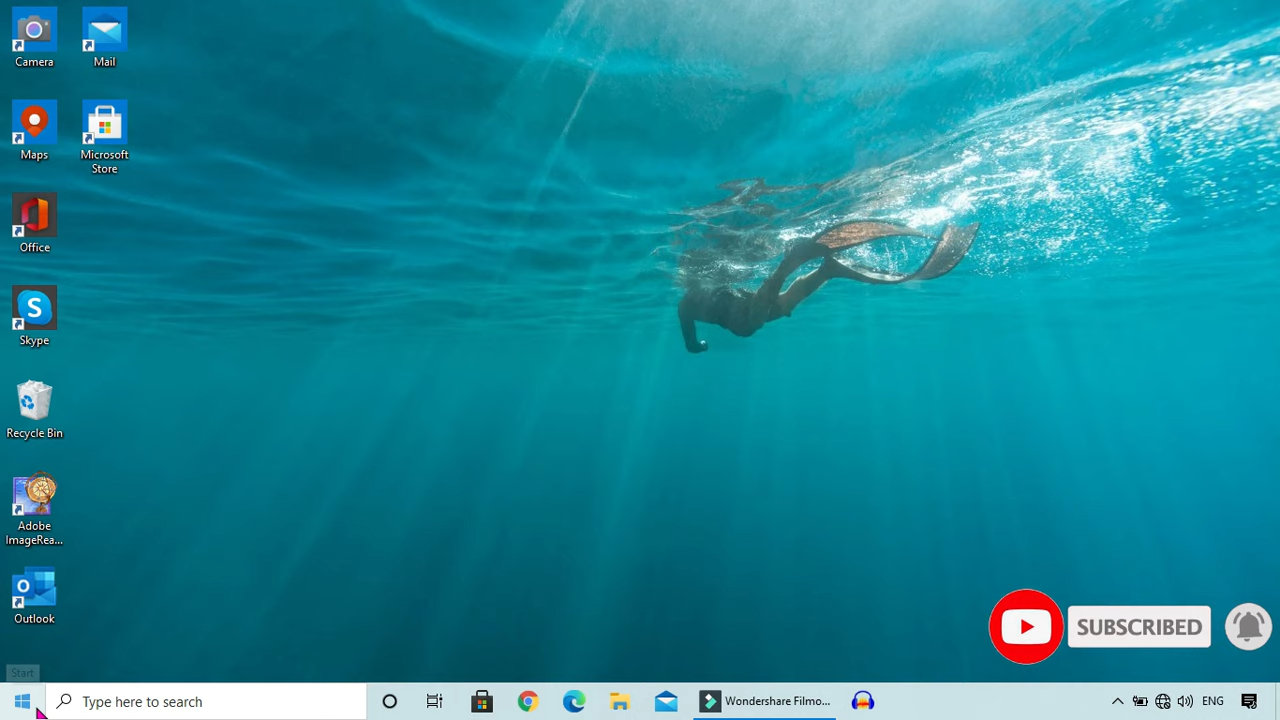 Camera
Mail
Maps
Microsoft
Store
Office
S
Skype
Recycle Bin
Adobe
ImageRea...
Outlook
SUBSCRIBED
Start
Type here to search
Wondershare Filmo...
ENG